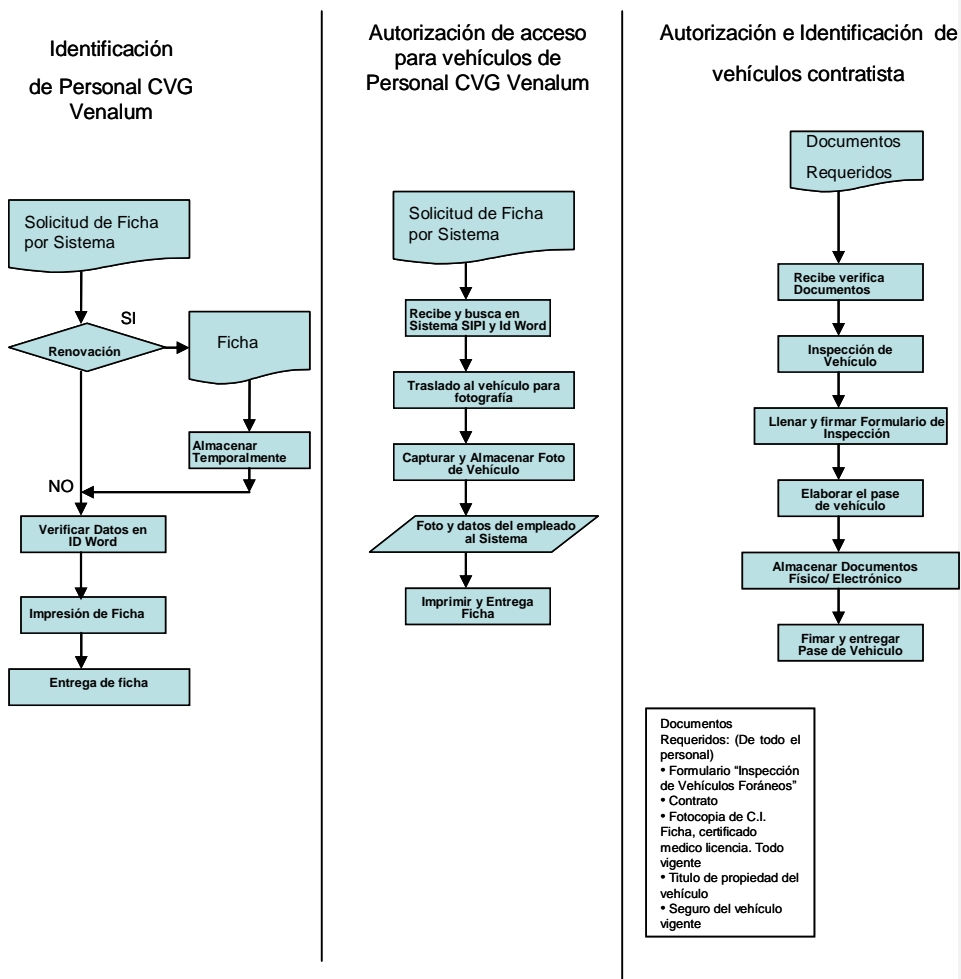 Identificación
de Personal CVG
Venalum
Solicitud de Ficha
por Sistema
SI
Renovación
Ficha
Almacenar
Temporalmente
NO
Verificar Datos en
ID Word
Impresión de Ficha
Entrega de ficha
Autorización de acceso
para vehículos de
Personal CVG Venalum
Solicitud de Ficha
por Sistema
Recibe y busca en
Sistema SIPI y Id Word
Traslado al vehículo para
fotografía
Capturar y Almacenar Foto
de Vehículo
Foto y datos del empleado
al Sistema
Imprimir y Entrega
Ficha
Autorización e Identificación de
vehículos contratista
Documentos
Requeridos
Recibe verifica
Documentos
Inspección de
Vehículo
Llenar y firmar Formulario de
Inspección
Elaborar el pase
de vehículo
Almacenar Documentos
Físico/ Electrónico
Fimar y entregar
Pase de Vehiculo
Documentos
Requeridos: (De todo el
personal)
• Formulario “Inspección
de Vehículos Foráneos”
• Contrato
• Fotocopia de C.I.
Ficha, certificado
medico licencia. Todo
vigente
• Titulo de propiedad del
vehículo
• Seguro del vehículo
vigente